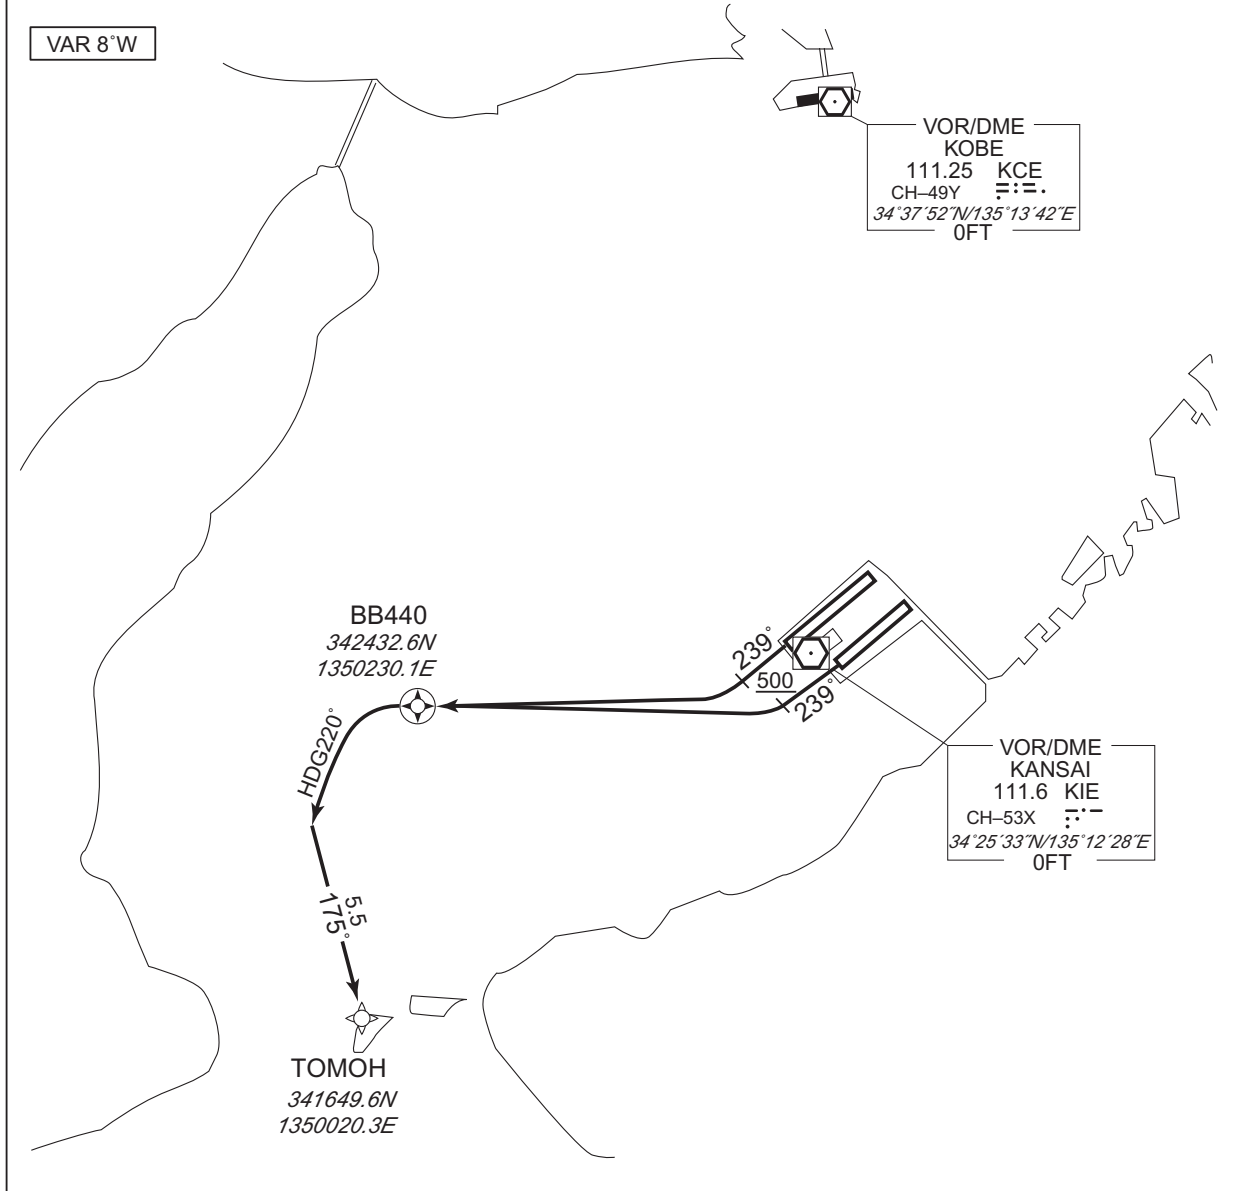 VAR 8˚W
VOR/DME
KOBE
111.25 KCE
CH–49Y
34˚37´52˝N/135˚13´42˝E
0FT
BB440
342432.6N
1350230.1E
239˚
500
239˚
HDG220˚
VOR/DME
KANSAI
111.6 KIE
CH–53X
34˚25´33˝N/135˚12´28˝E
0FT
5.5
175˚
TOMOH
341649.6N
1350020.3E